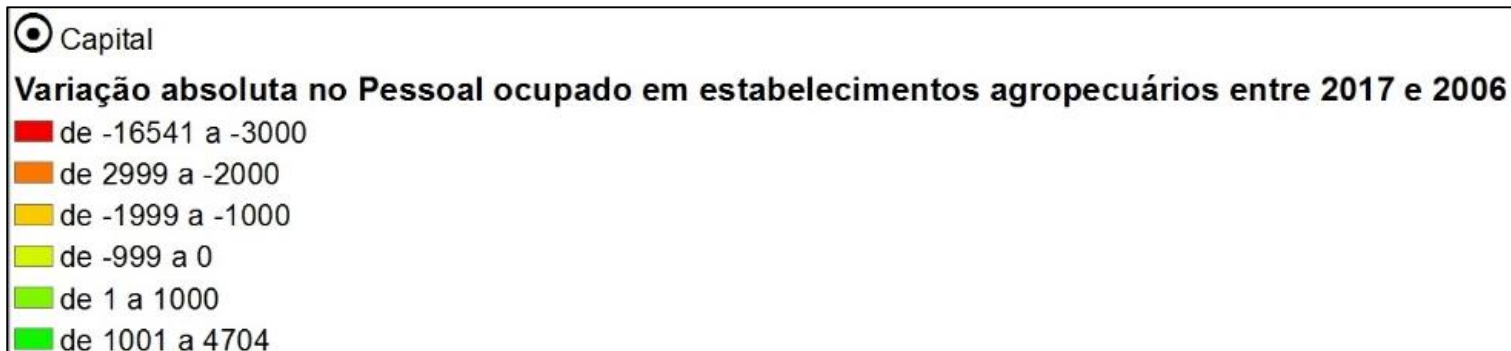 Capital
Variação absoluta no Pessoal ocupado em estabelecimentos agropecuários entre 2017 e 2006
de -16541 a -3000
de 2999 a -2000
de -1999 a -1000
de -999 a 0
de 1 a 1000
de 1001 a 4704